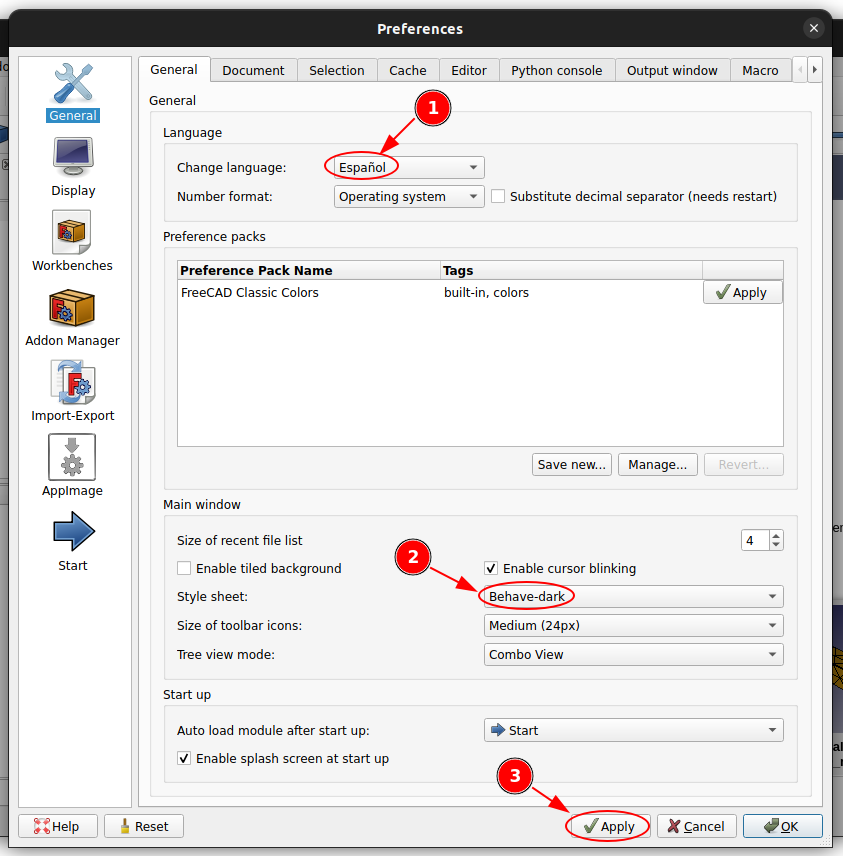 Preferences
General
Display
Workbenches
Addon Manager
Import-Export
AppImage
Start
General Document Selection Cache Editor Python console Output window Macro
General
1
Language
Change language: Español
Number format: Operating system Substitute decimal separator (needs restart)
Preference packs
Preference Pack Name Tags
FreeCAD Classic Colors built-in, colors Apply
Save new... Manage... Revert...
Main window
Size of recent file list 4
2
Enable tiled background Enable cursor blinking
Style sheet: Behave-dark
Size of toolbar icons: Medium (24px)
Tree view mode: Combo View
Start up
Auto load module after start up: Start
Enable splash screen at start up
3
Help Reset Apply Cancel OK